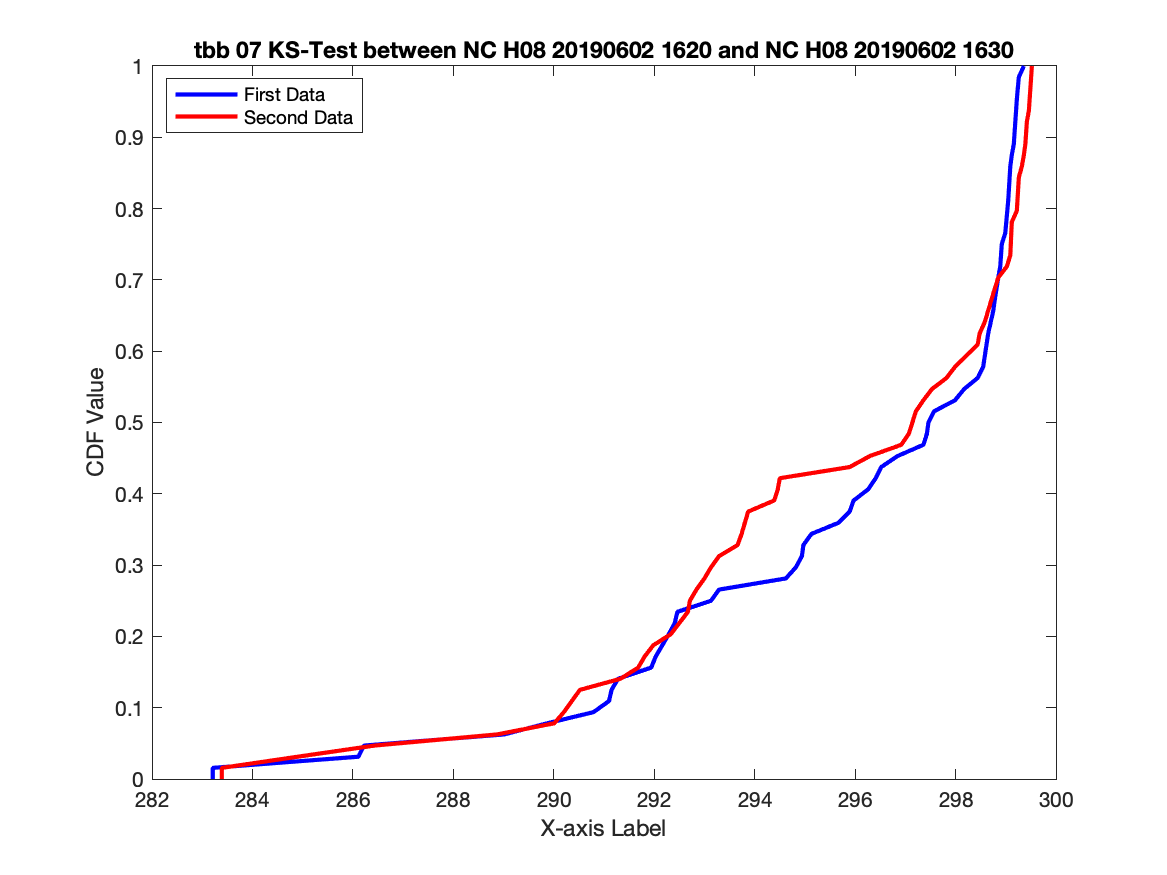 tbb 07 KS-Test between NC H08 20190602 1620 and NC H08 20190602 1630
First Data
Second Data
1
0.9
0.8
0.7
0.6
0.5
0.4
0.3
0.2
0.1
0
CDF Value
282 284 286 288 290 292 294 296 298 300
X-axis Label